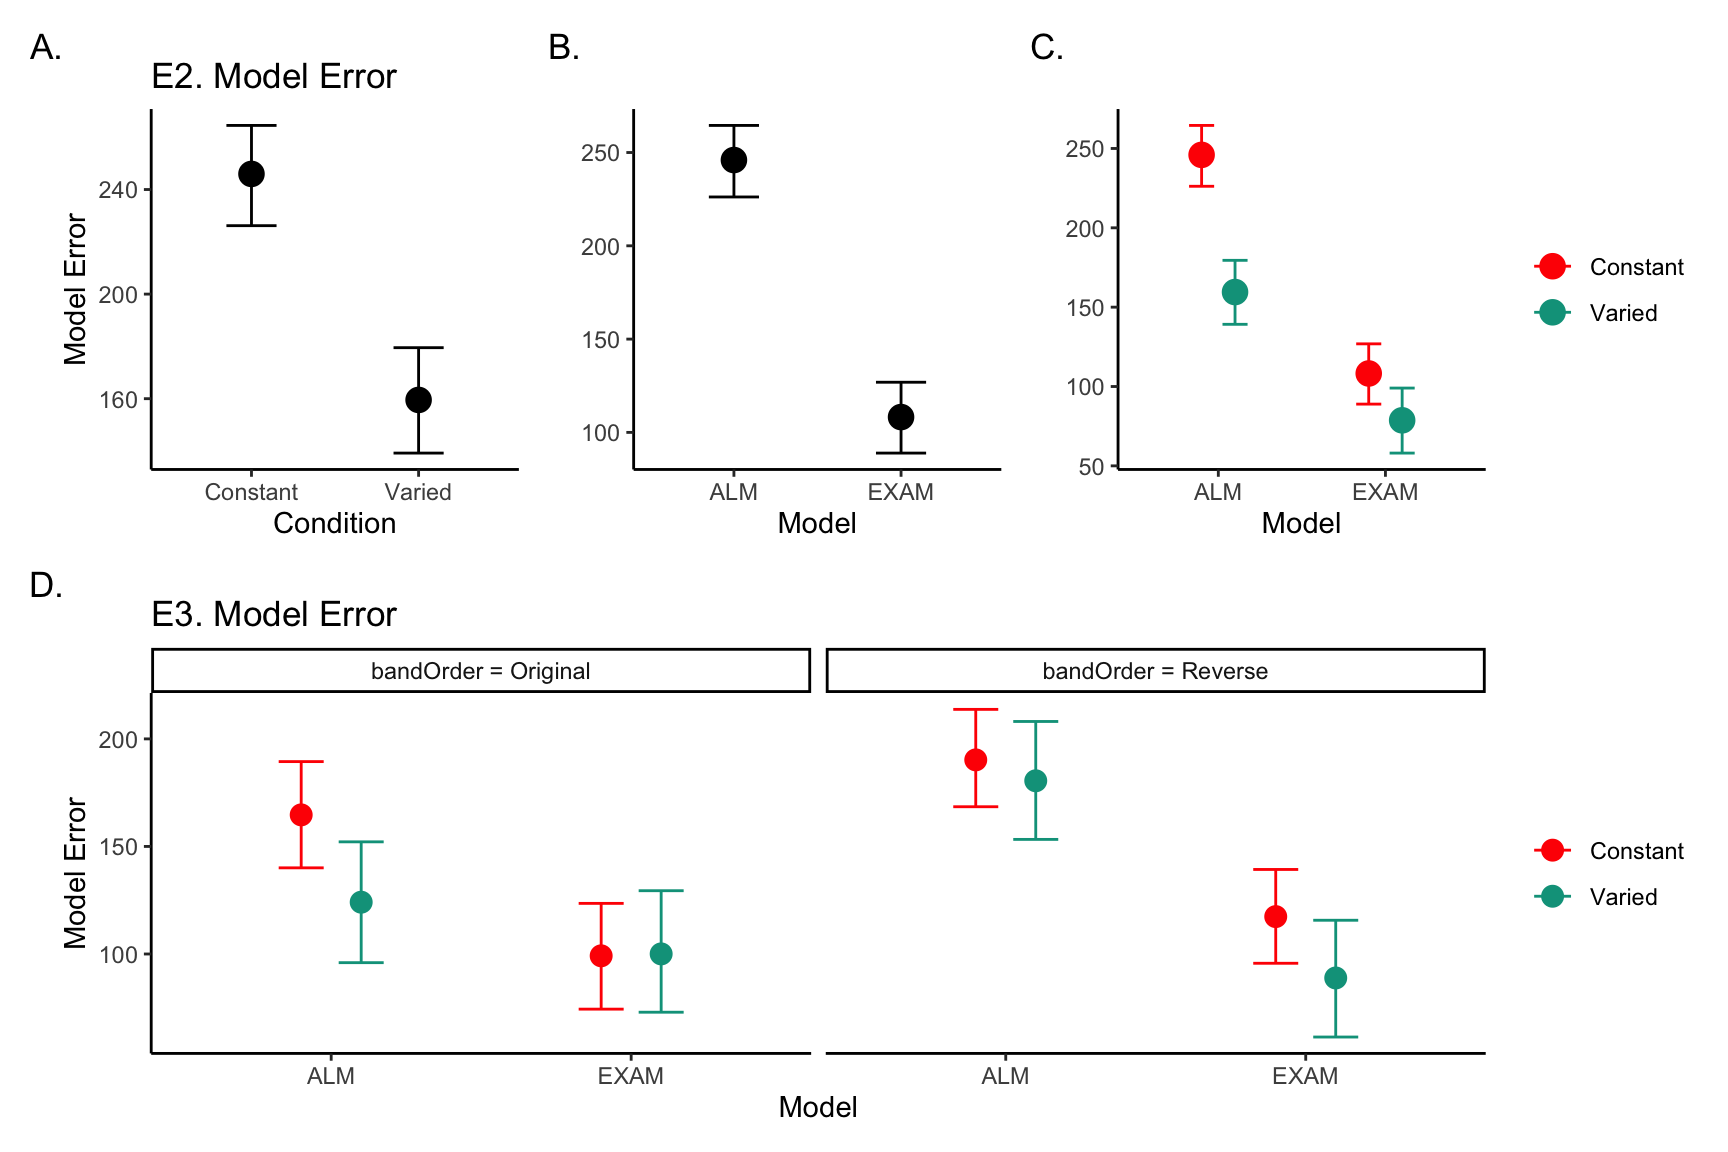 A.
E2. Model Error
Model Error
240
200
160
Constant
Varied
Condition
B.
250
200
150
100
ALM
EXAM
Model
C.
250
200
150
100
50
ALM
EXAM
Model
Constant
Varied
D.
E3. Model Error
bandOrder = Original
bandOrder = Reverse
Model Error
200
150
100
ALM
EXAM
ALM
EXAM
Model
Constant
Varied